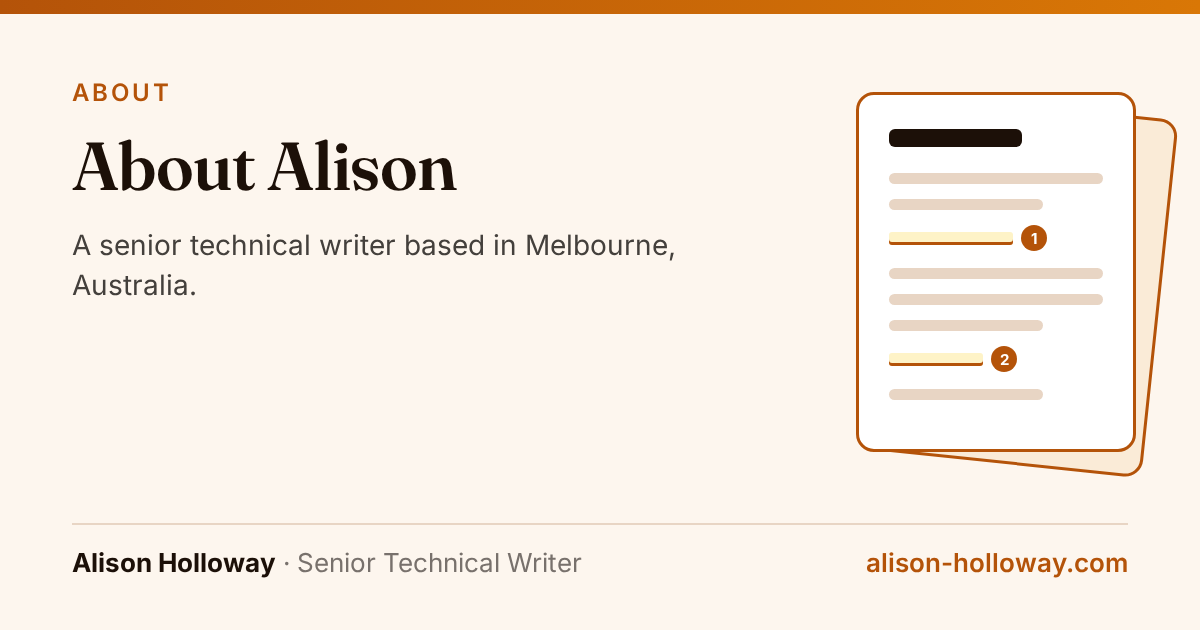 ABOUT
About Alison
A senior technical writer based in Melbourne,
Australia.
1
2
Alison Holloway · Senior Technical Writer
alison-holloway.com